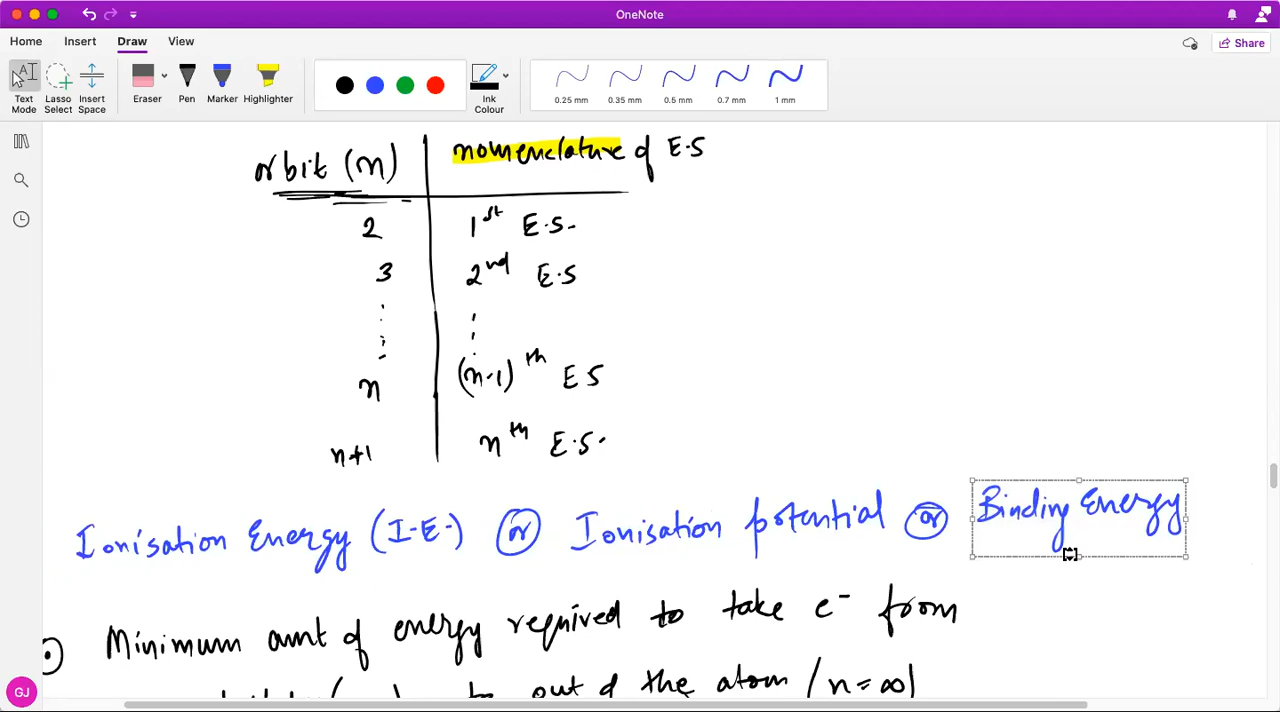 OneNote
Home Insert Draw View
Share
Text Mode
Lasso Select
Insert Space
Eraser
Pen
Marker
Highlighter
Ink Colour
0.25 mm 0.35 mm 0.5 mm 0.7 mm 1 mm
orbit (n) nomenclature of E.S
2 1st E.S.
3 2nd E.S
n (n-1)th E.S
n+1 nth E.S.
Ionisation Energy (I.E.) or Ionisation potential or Binding Energy
Minimum amt of energy required to take e- from
out of the atom (n=∞)
GJ